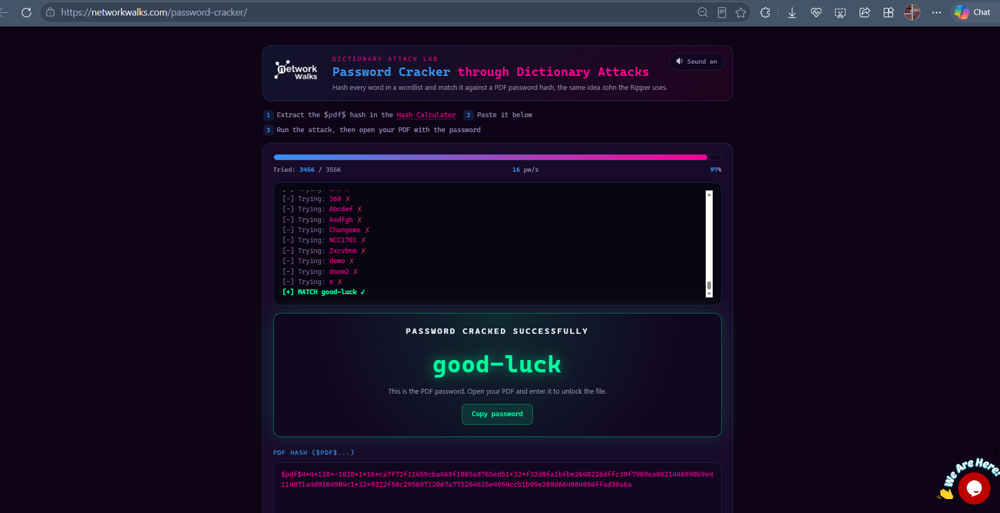 https://networkwalks.com/password-cracker/
Chat
network
Walks
DICTIONARY ATTACK LAB
Password Cracker through Dictionary Attacks
Hash every word in a wordlist and match it against a PDF password hash, the same idea John the Ripper uses.
Sound on
1 Extract the $pdf$ hash in the Hash Calculator 2 Paste it below
3 Run the attack, then open your PDF with the password
Tried: 3456 / 3556
16 pw/s
97%
[-] Trying: 369 ✗
[-] Trying: Abcdef ✗
[-] Trying: Asdfgh ✗
[-] Trying: Changeme ✗
[-] Trying: NCC1701 ✗
[-] Trying: Zxcvbnm ✗
[-] Trying: demo ✗
[-] Trying: doom2 ✗
[-] Trying: e ✗
[+] MATCH good-luck ✓
PASSWORD CRACKED SUCCESSFULLY
good-luck
This is the PDF password. Open your PDF and enter it to unlock the file.
Copy password
PDF HASH ($PDF$...)
$pdf$4*4*128*-1028*1*16*ca7f72f11459cba469f1005a8765ed51*32*f32d8fa1bfbe2648226dffc39f7909ea0021446990b9e4
114071a4d9104984c1*32*9322f50c29569712067a775264635e4954ccb1b99e209d664984054ffad30a6a
We Are Here!